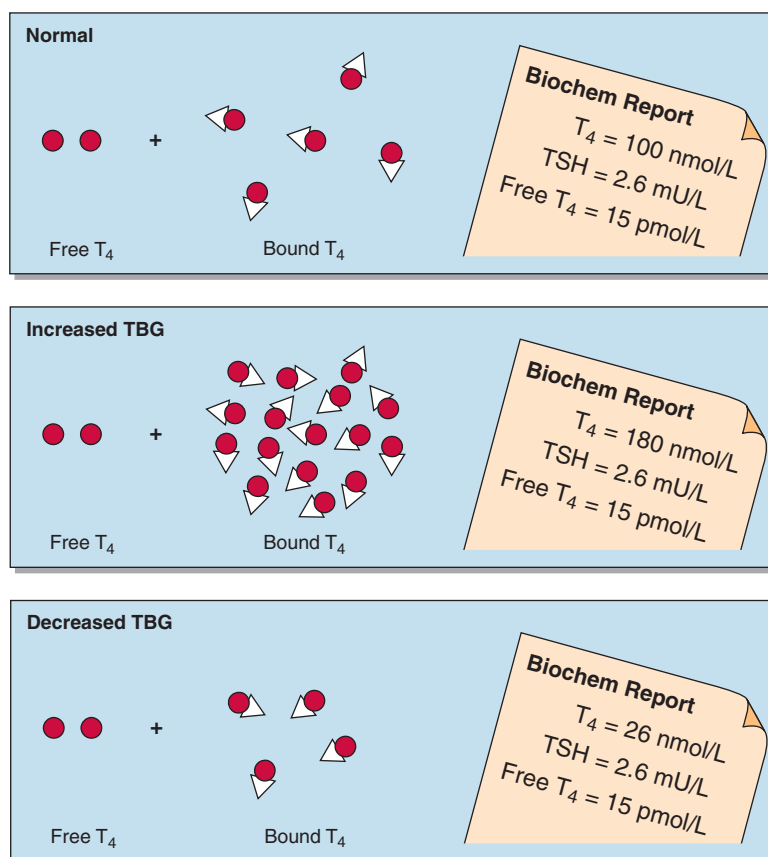 Normal
+
Free T₄
Bound T₄
Biochem Report
T₄ = 100 nmol/L
TSH = 2.6 mU/L
Free T₄ = 15 pmol/L
Increased TBG
+
Free T₄
Bound T₄
Biochem Report
T₄ = 180 nmol/L
TSH = 2.6 mU/L
Free T₄ = 15 pmol/L
Decreased TBG
+
Free T₄
Bound T₄
Biochem Report
T₄ = 26 nmol/L
TSH = 2.6 mU/L
Free T₄ = 15 pmol/L